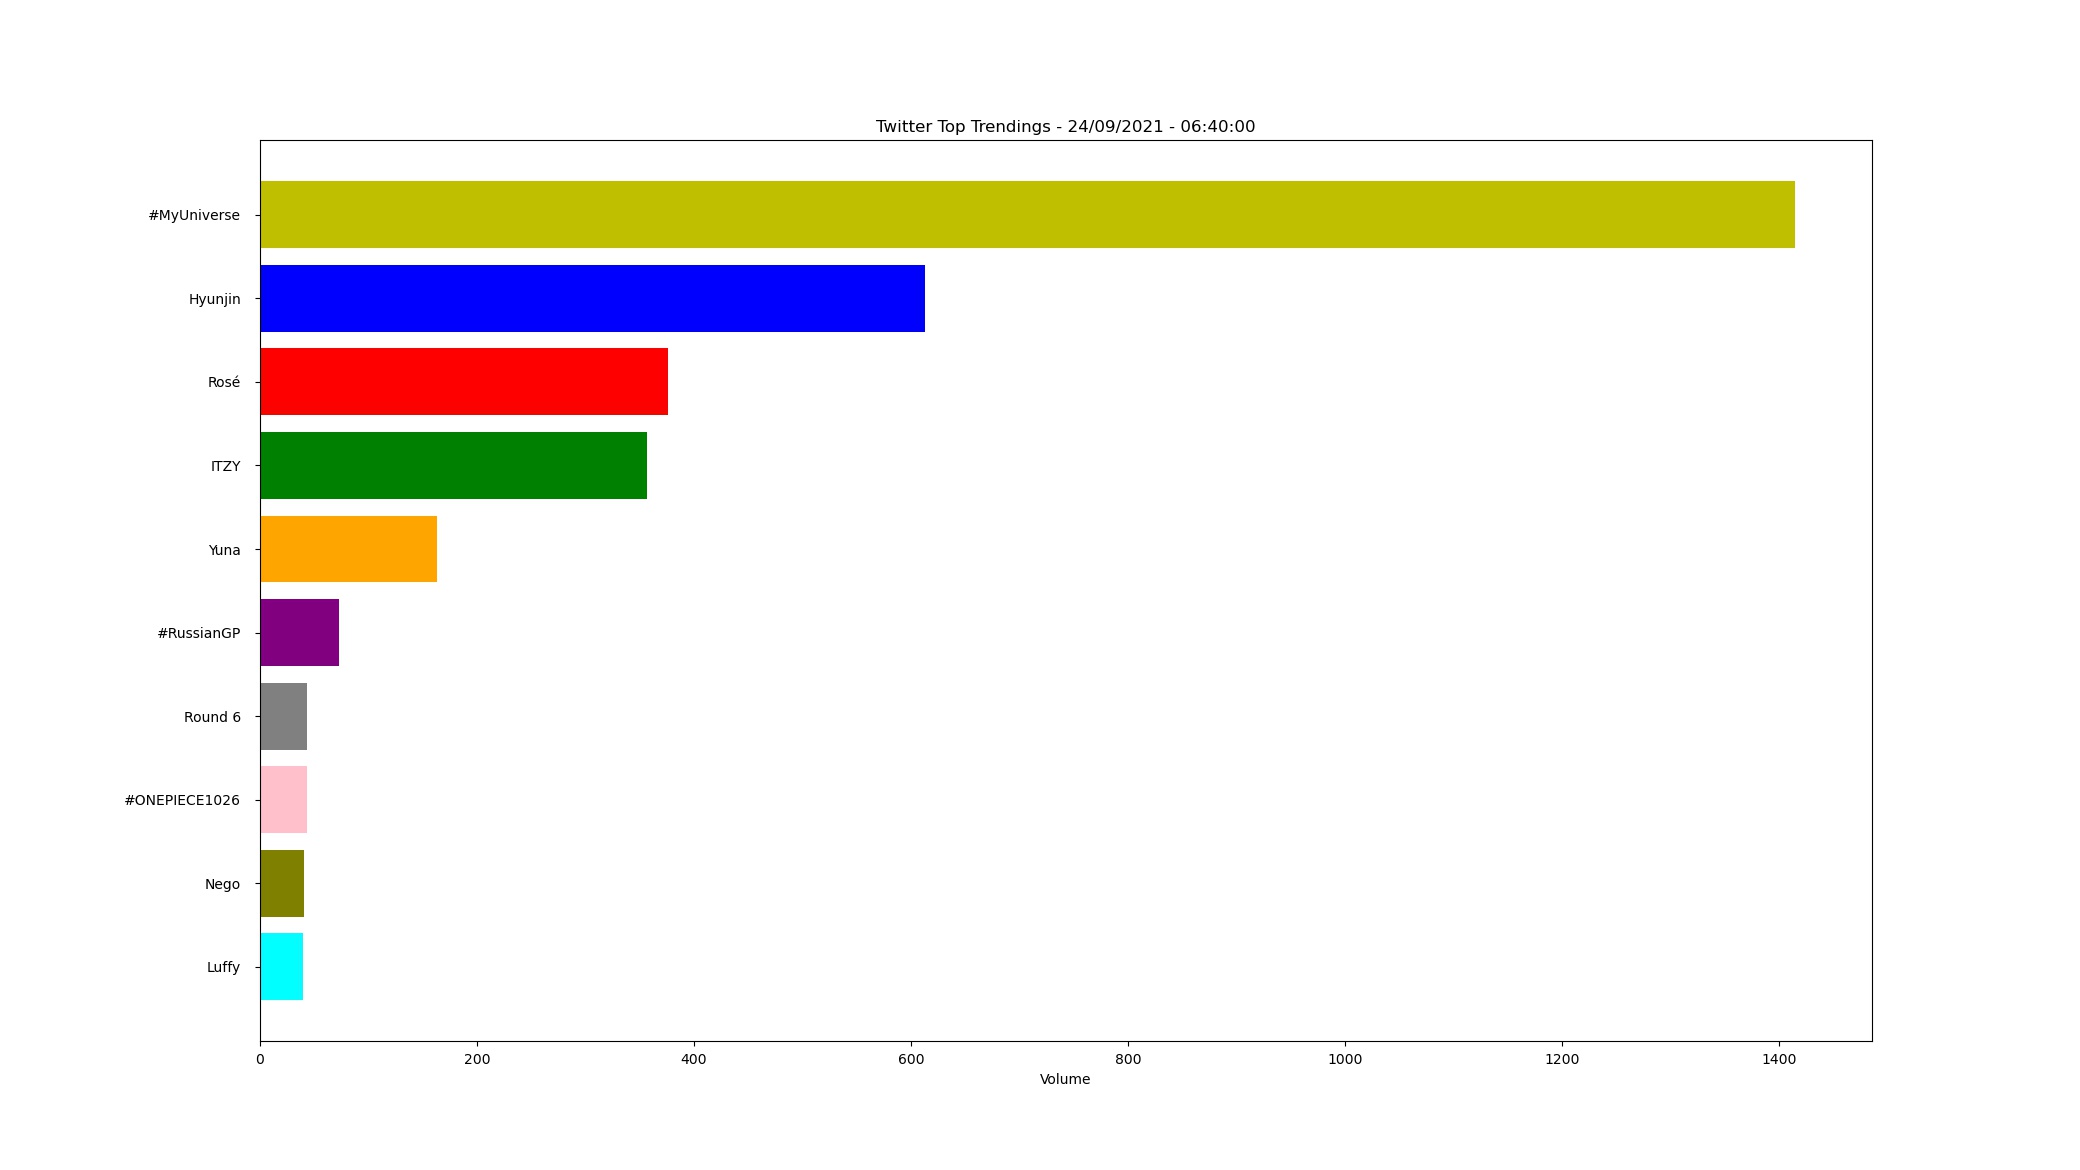 Twitter Top Trendings - 24/09/2021 - 06:40:00
#MyUniverse
Hyunjin
Rosé
ITZY
Yuna
#RussianGP
Round 6
#ONEPIECE1026
Nego
Luffy
0 200 400 600 800 1000 1200 1400
Volume